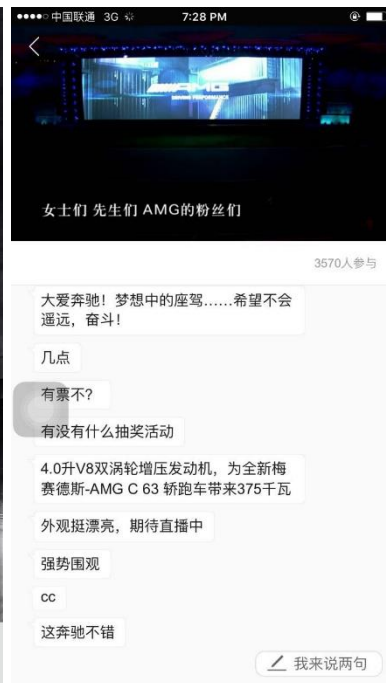 中国联通 3G 7:28 PM
AMG
DRIVING PERFORMANCE
女士们 先生们 AMG的粉丝们
3570人参与
大爱奔驰！梦想中的座驾……希望不会
遥远，奋斗！
几点
有票不？
有没有什么抽奖活动
4.0升V8双涡轮增压发动机，为全新梅
赛德斯-AMG C 63 轿跑车带来375千瓦
外观挺漂亮，期待直播中
强势围观
cc
这奔驰不错
我来说两句